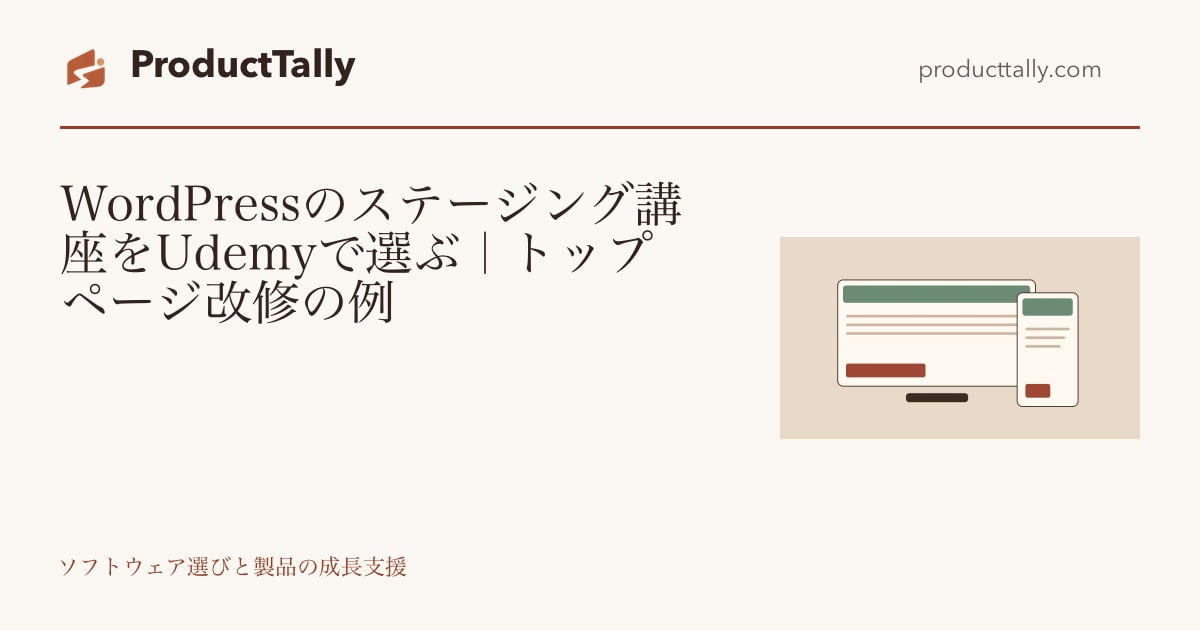 ProductTally
producttally.com
WordPressのステージング講
座をUdemyで選ぶ｜トップ
ページ改修の例
ソフトウェア選びと製品の成長支援